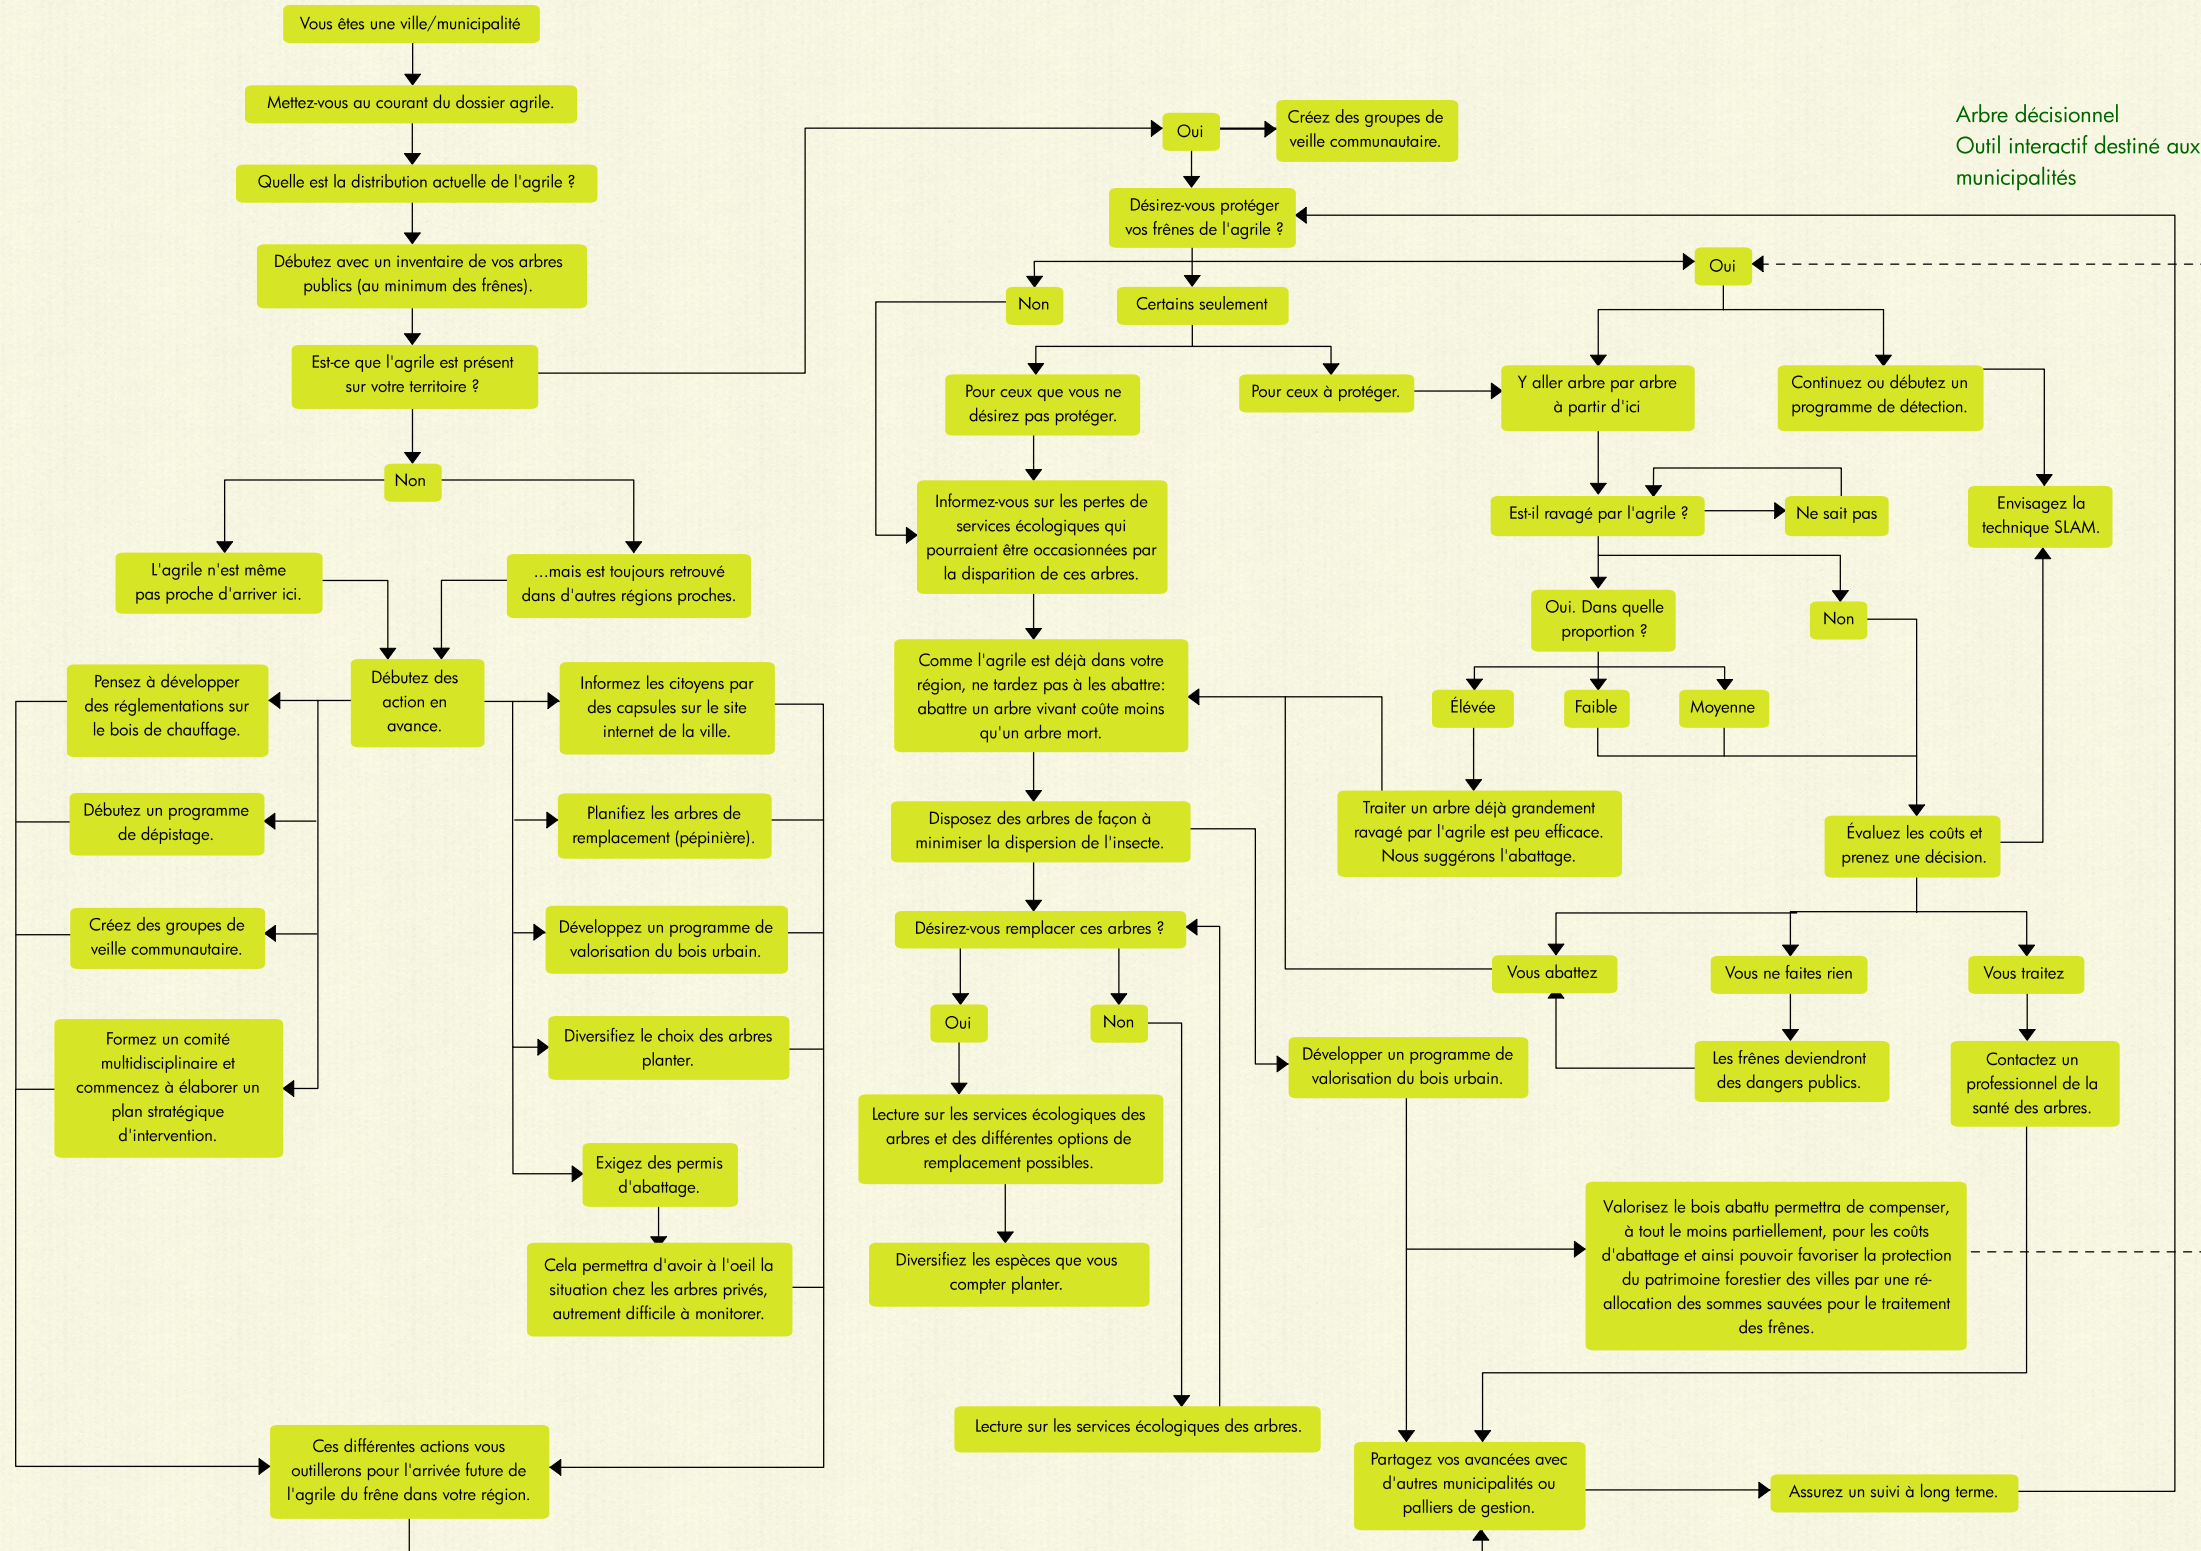 Vous êtes une ville/municipalité
Mettez-vous au courant du dossier agrile.
Quelle est la distribution actuelle de l'agrile ?
Débutez avec un inventaire de vos arbres
publics (au minimum des frênes).
Est-ce que l'agrile est présent
sur votre territoire ?
Non
L'agrile n'est même
pas proche d'arriver ici.
...mais est toujours retrouvé
dans d'autres régions proches.
Débutez des
action en
avance.
Pensez à développer
des réglementations sur
le bois de chauffage.
Débutez un programme
de dépistage.
Créez des groupes de
veille communautaire.
Formez un comité
multidisciplinaire et
commencez à élaborer un
plan stratégique
d'intervention.
Informez les citoyens par
des capsules sur le site
internet de la ville.
Planifiez les arbres de
remplacement (pépinière).
Développez un programme de
valorisation du bois urbain.
Diversifiez le choix des arbres
planter.
Exigez des permis
d'abattage.
Cela permettra d'avoir à l'oeil la
situation chez les arbres privés,
autrement difficile à monitorer.
Ces différentes actions vous
outillerons pour l'arrivée future de
l'agrile du frêne dans votre région.
Oui
Créez des groupes de
veille communautaire.
Désirez-vous protéger
vos frênes de l'agrile ?
Non
Certains seulement
Oui
Pour ceux que vous ne
désirez pas protéger.
Pour ceux à protéger.
Y aller arbre par arbre
à partir d'ici
Continuez ou débutez un
programme de détection.
Informez-vous sur les pertes de
services écologiques qui
pourraient être occasionnées par
la disparition de ces arbres.
Est-il ravagé par l'agrile ?
Ne sait pas
Envisagez la
technique SLAM.
Oui. Dans quelle
proportion ?
Non
Comme l'agrile est déjà dans votre
région, ne tardez pas à les abattre:
abattre un arbre vivant coûte moins
qu'un arbre mort.
Élévée
Faible
Moyenne
Disposez des arbres de façon à
minimiser la dispersion de l'insecte.
Traiter un arbre déjà grandement
ravagé par l'agrile est peu efficace.
Nous suggérons l'abattage.
Évaluez les coûts et
prenez une décision.
Désirez-vous remplacer ces arbres ?
Vous abattez
Vous ne faites rien
Vous traitez
Oui
Non
Développer un programme de
valorisation du bois urbain.
Les frênes deviendront
des dangers publics.
Contactez un
professionnel de la
santé des arbres.
Lecture sur les services écologiques des
arbres et des différentes options de
remplacement possibles.
Diversifiez les espèces que vous
compter planter.
Valorisez le bois abattu permettra de compenser,
à tout le moins partiellement, pour les coûts
d'abattage et ainsi pouvoir favoriser la protection
du patrimoine forestier des villes par une ré-
allocation des sommes sauvées pour le traitement
des frênes.
Lecture sur les services écologiques des arbres.
Partagez vos avancées avec
d'autres municipalités ou
palliers de gestion.
Assurez un suivi à long terme.
Arbre décisionnel
Outil interactif destiné aux
municipalités